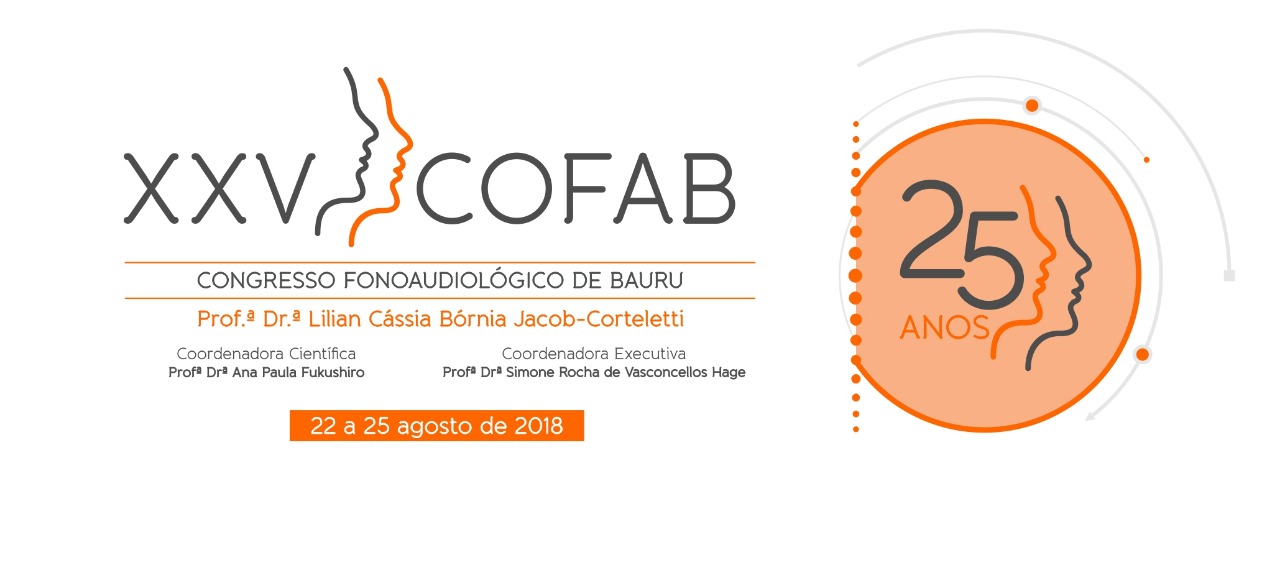 XXV COFAB
CONGRESSO FONOAUDIOLÓGICO DE BAURU
Prof.ª Dr.ª Lilian Cássia Bórnia Jacob-Corteletti
Coordenadora Científica
Profª Drª Ana Paula Fukushiro
Coordenadora Executiva
Profª Drª Simone Rocha de Vasconcellos Hage
22 a 25 agosto de 2018
25
ANOS